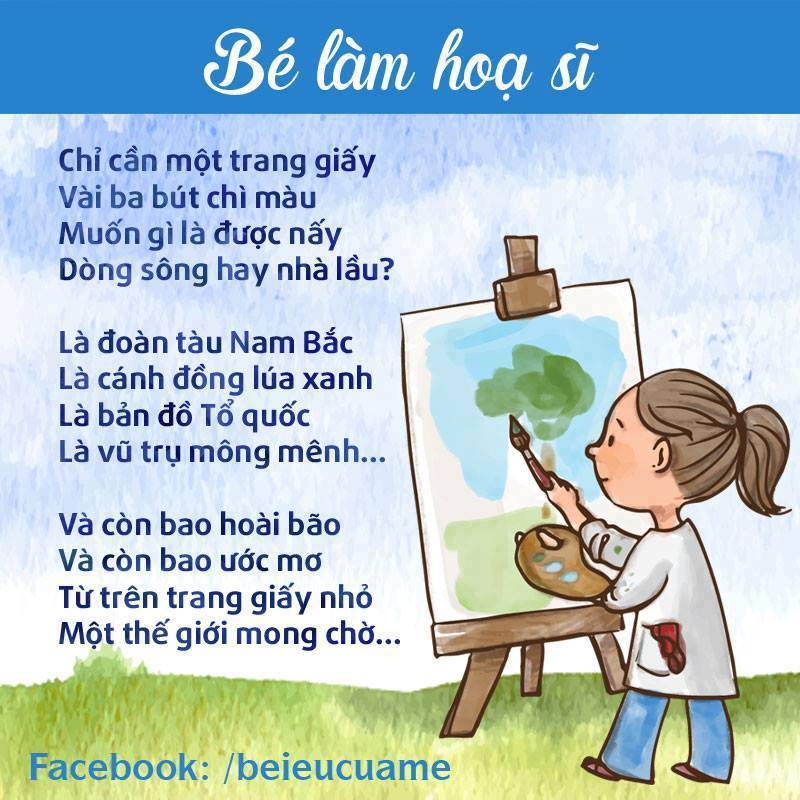 Bé làm hoạ sĩ
Chỉ cần một trang giấy
Vài ba bút chì màu
Muốn gì là được nấy
Dòng sông hay nhà lầu?
Là đoàn tàu Nam Bắc
Là cánh đồng lúa xanh
Là bản đồ Tổ quốc
Là vũ trụ mông mênh...
Và còn bao hoài bão
Và còn bao ước mơ
Từ trên trang giấy nhỏ
Một thế giới mong chờ...
Facebook: /beieucuame